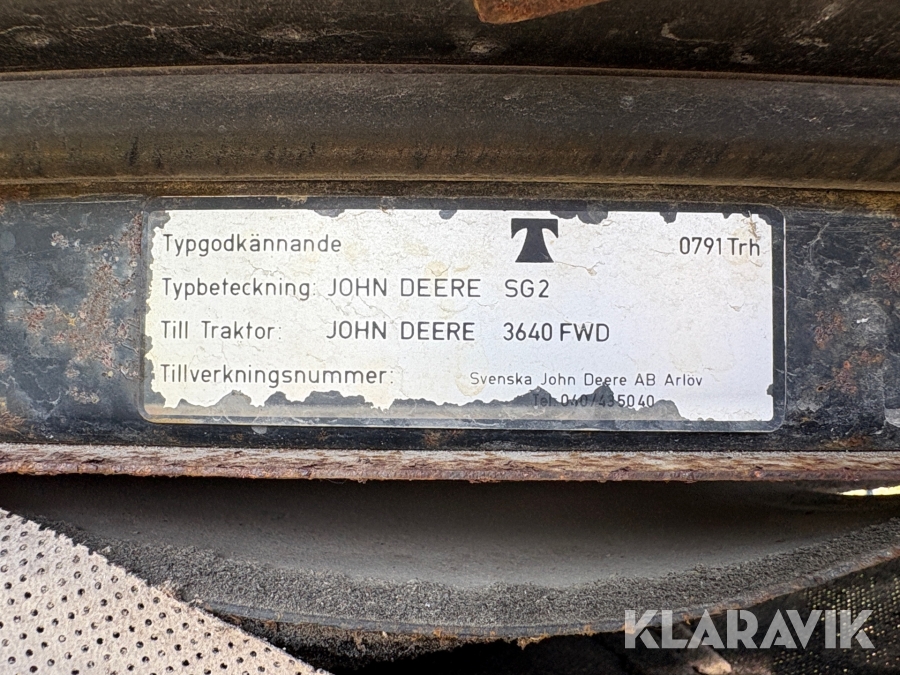 Typgodkännande T 0791 Trh
Typbeteckning: JOHN DEERE SG2
Till Traktor: JOHN DEERE 3640 FWD
Tillverkningsnummer: Svenska John Deere AB Arlöv
Tel. 040/435040
KLARAVIK